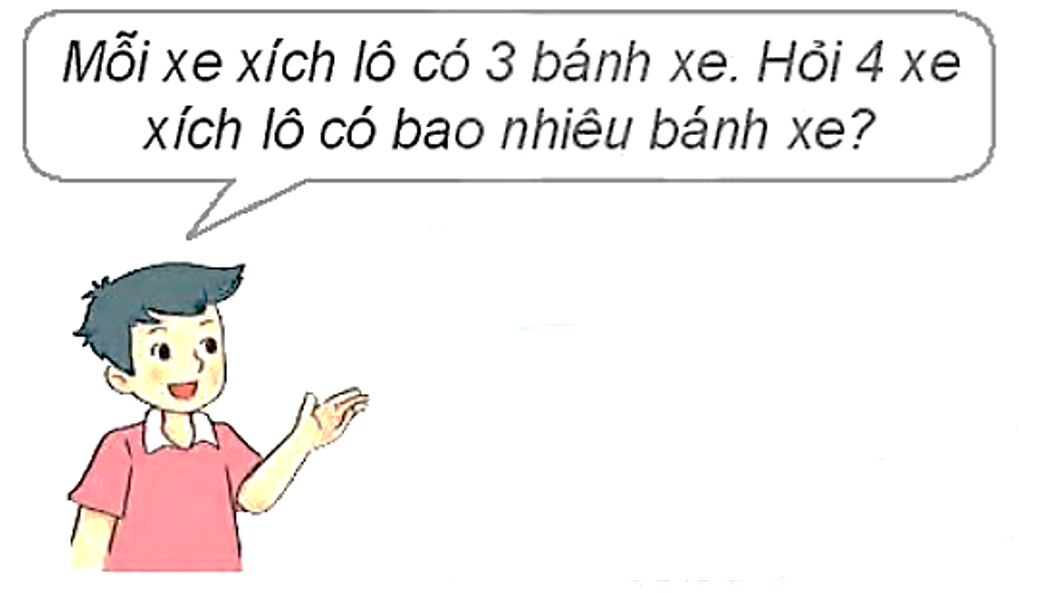 Mỗi xe xích lô có 3 bánh xe. Hỏi 4 xe
xích lô có bao nhiêu bánh xe?